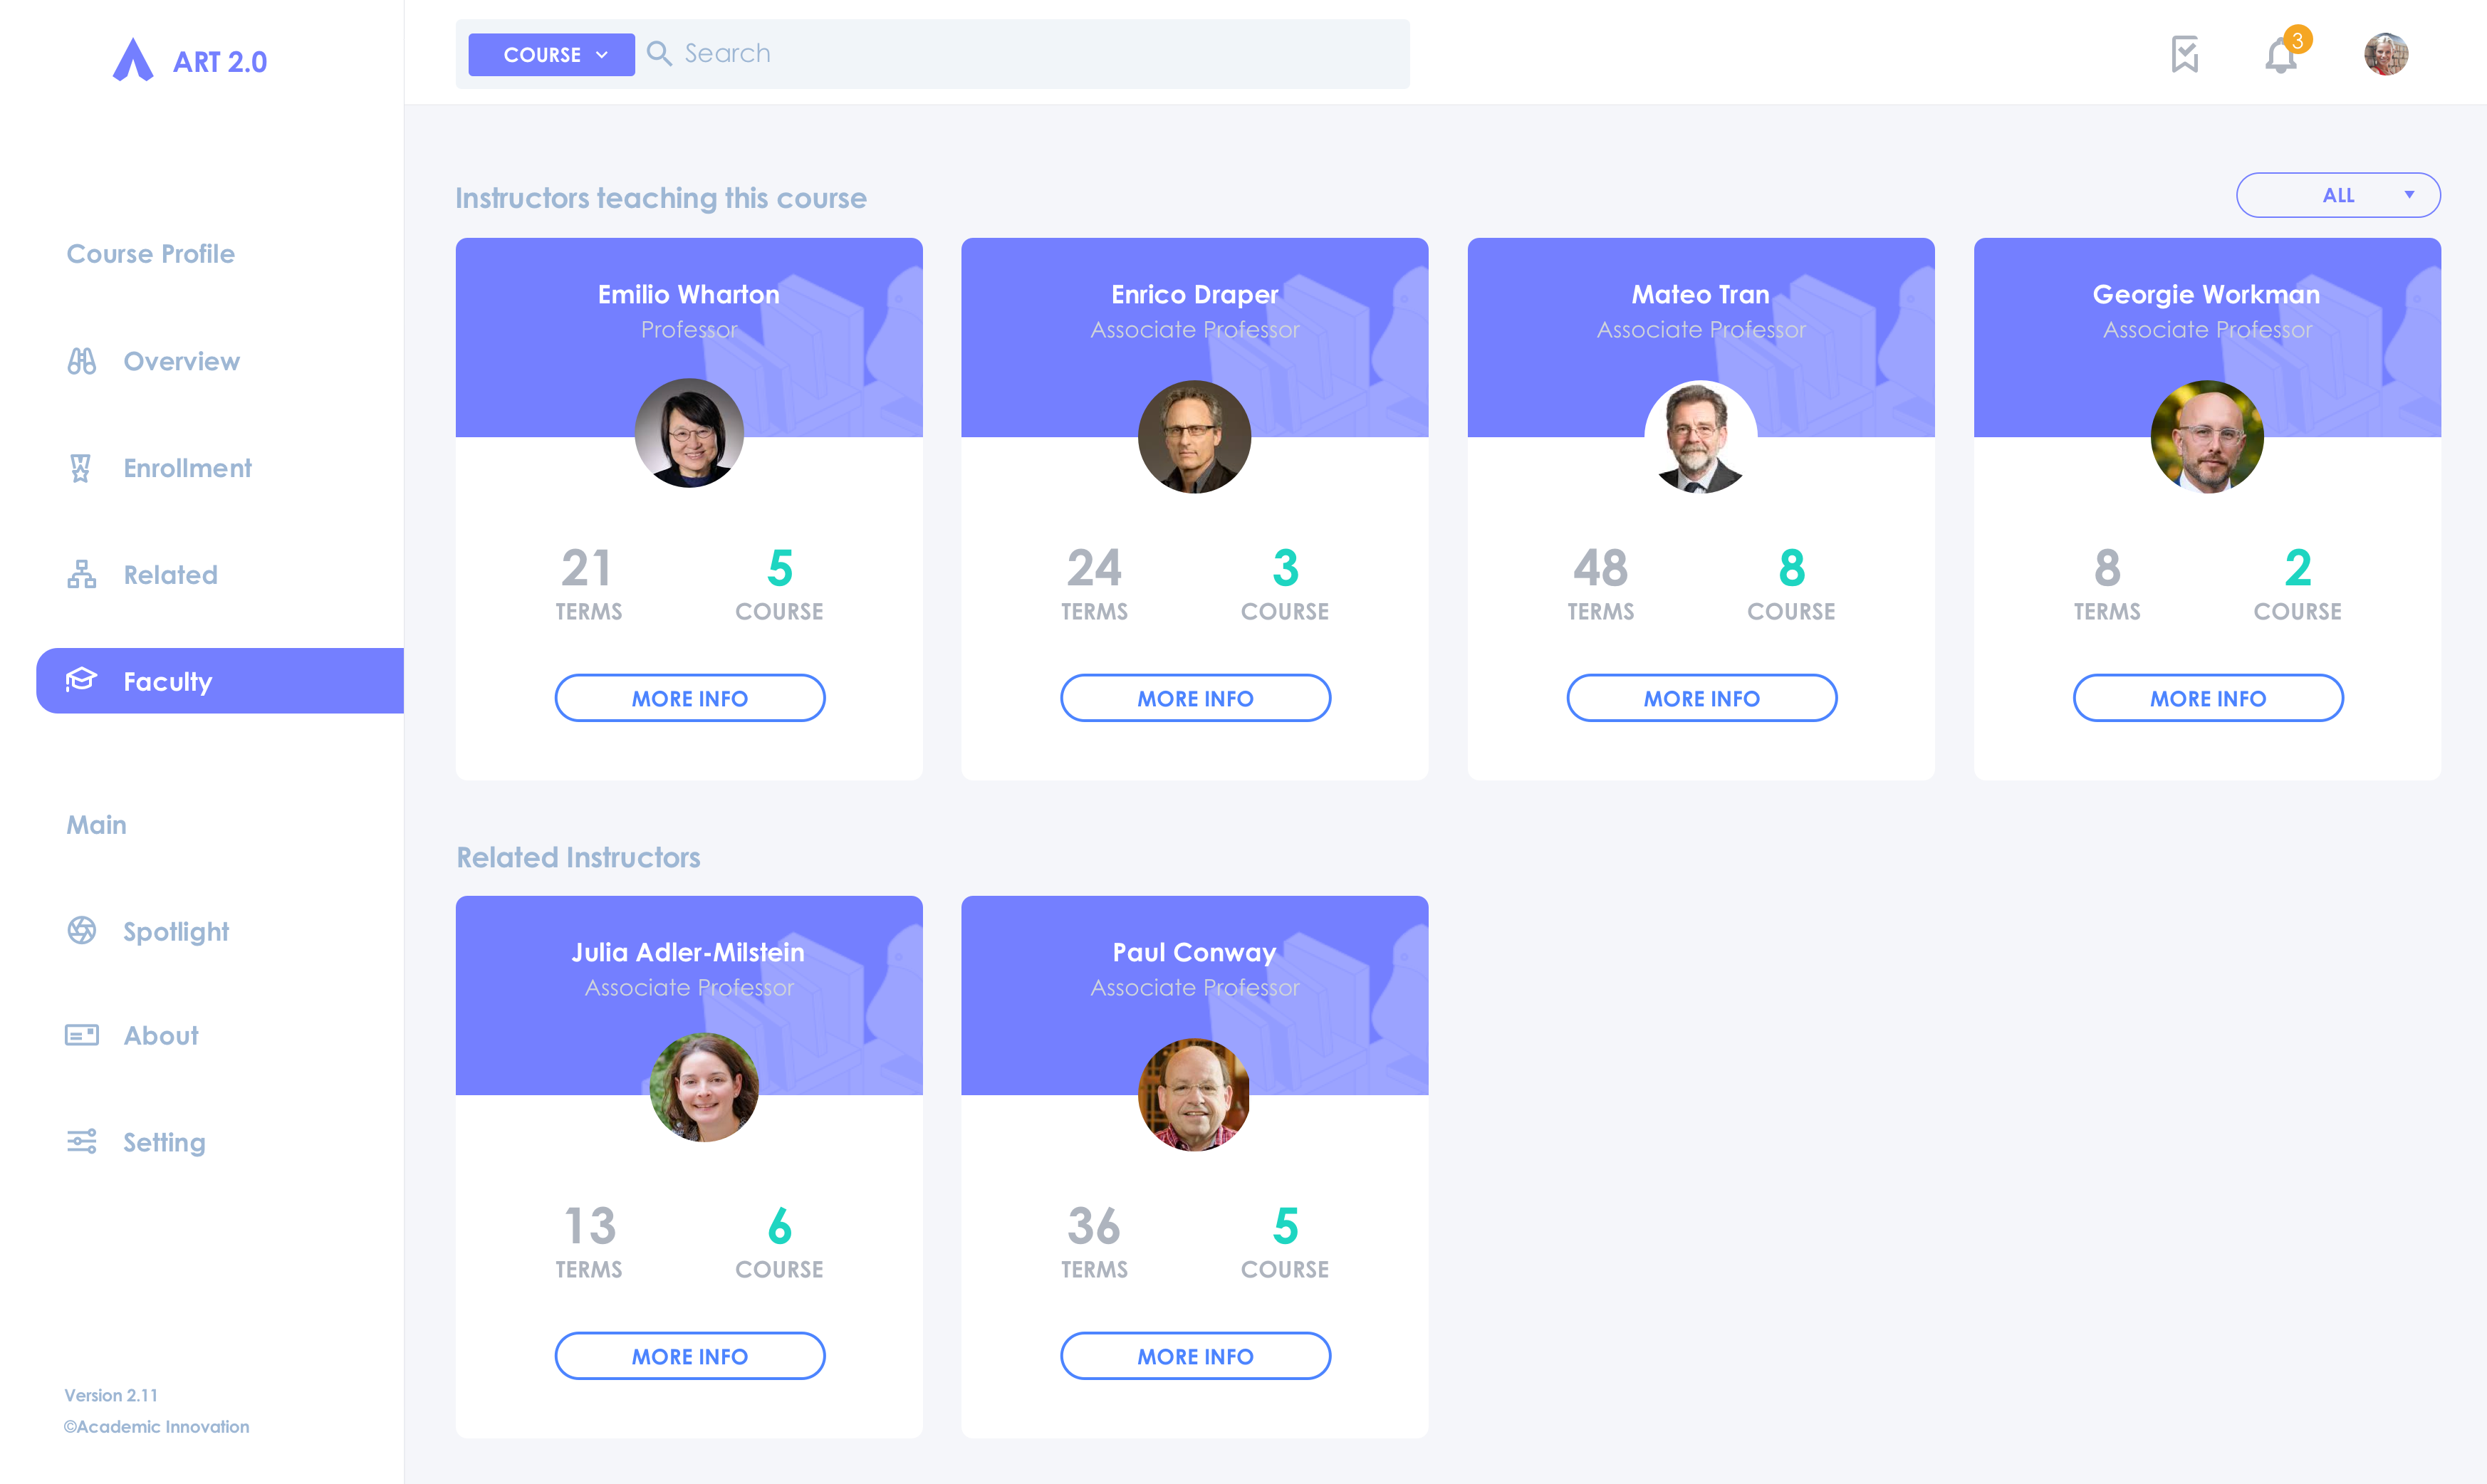 ART 2.0
COURSE
Search
3
Course Profile
Overview
Enrollment
Related
Faculty
Main
Spotlight
About
Setting
Version 2.11
©Academic Innovation
Instructors teaching this course
ALL
Emilio Wharton
Professor
21
TERMS
5
COURSE
MORE INFO
Enrico Draper
Associate Professor
24
TERMS
3
COURSE
MORE INFO
Mateo Tran
Associate Professor
48
TERMS
8
COURSE
MORE INFO
Georgie Workman
Associate Professor
8
TERMS
2
COURSE
MORE INFO
Related Instructors
Julia Adler-Milstein
Associate Professor
13
TERMS
6
COURSE
MORE INFO
Paul Conway
Associate Professor
36
TERMS
5
COURSE
MORE INFO